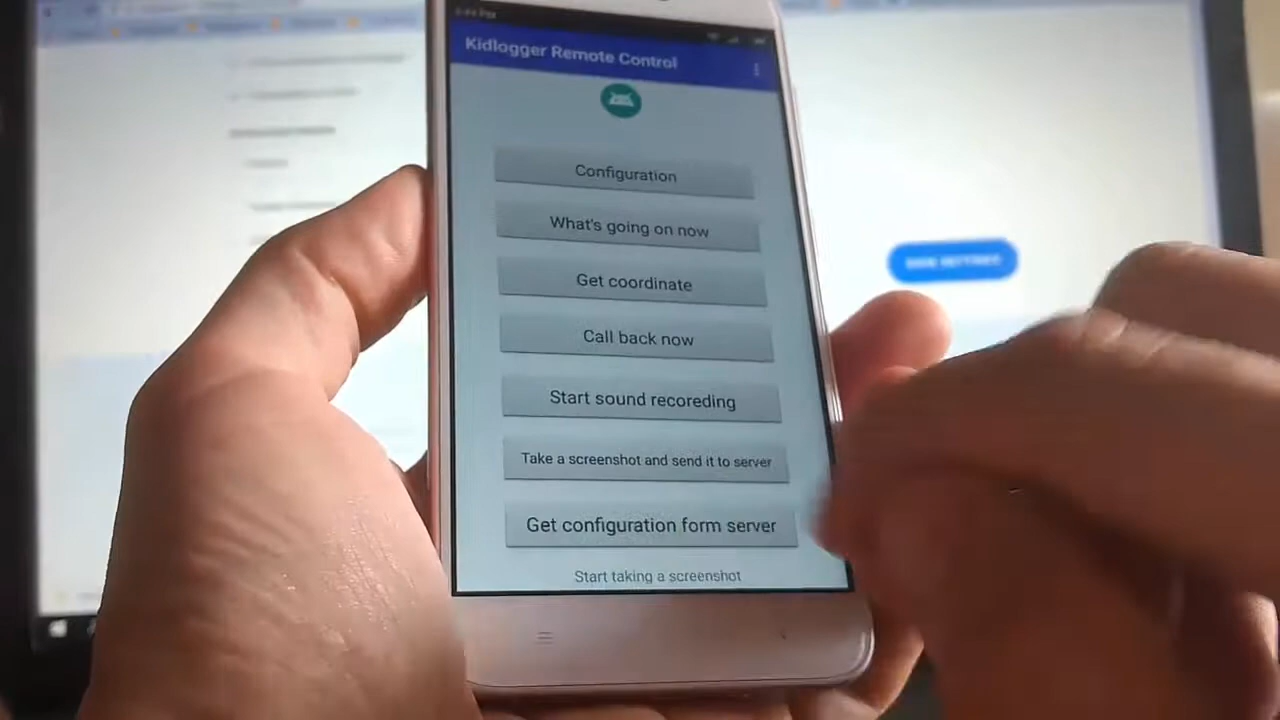 Kidlogger Remote Control
Configuration
What's going on now
Get coordinate
Call back now
Start sound recoreding
Take a screenshot and send it to server
Get configuration form server
Start taking a screenshot